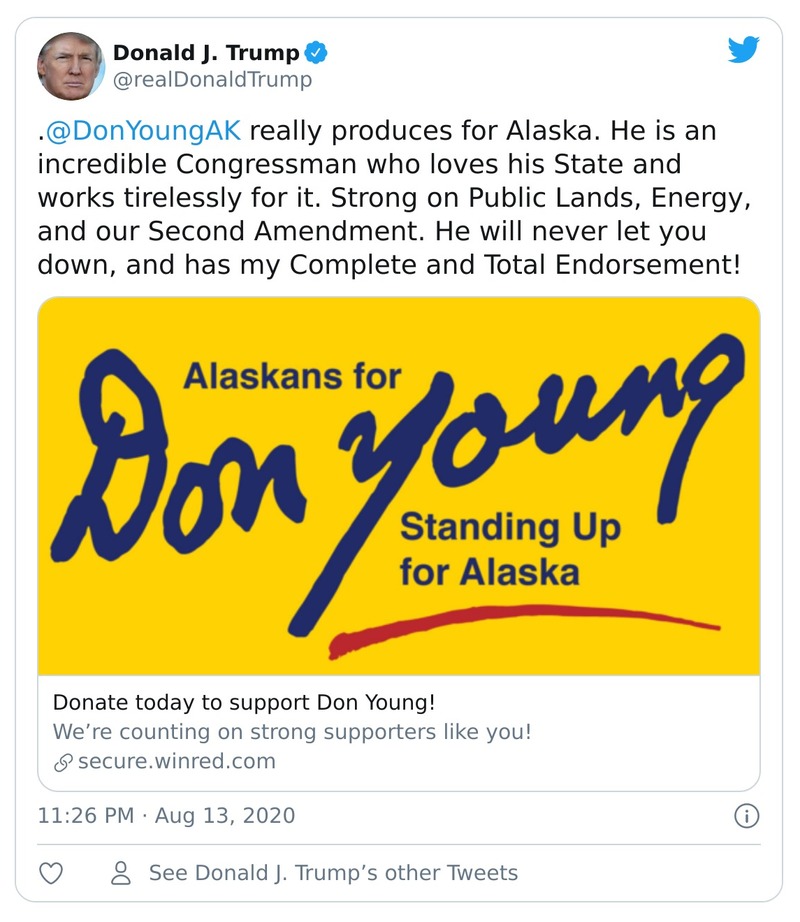 Donald J. Trump
@realDonaldTrump
.@DonYoungAK really produces for Alaska. He is an
incredible Congressman who loves his State and
works tirelessly for it. Strong on Public Lands, Energy,
and our Second Amendment. He will never let you
down, and has my Complete and Total Endorsement!
Alaskans for
Don Young
Standing Up
for Alaska
Donate today to support Don Young!
We’re counting on strong supporters like you!
secure.winred.com
11:26 PM · Aug 13, 2020
See Donald J. Trump’s other Tweets